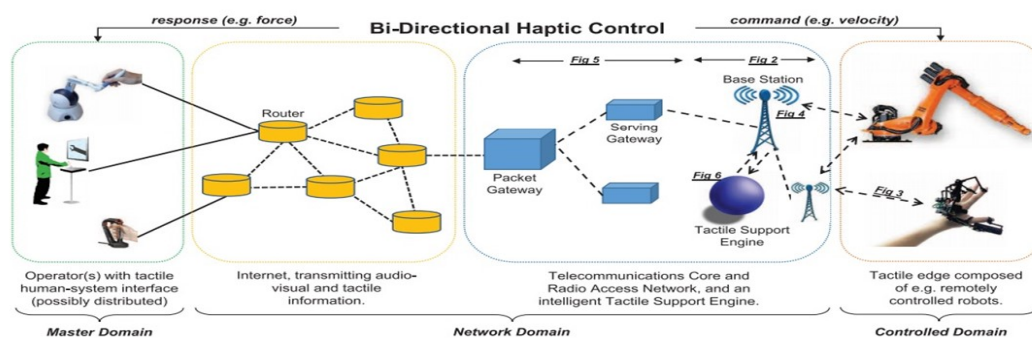 response (e.g. force)
Bi-Directional Haptic Control
command (e.g. velocity)
Fig 5
Fig 2
Base Station
Router
Serving
Gateway
Fig 4
Packet
Gateway
Fig 6
Tactile Support
Engine
Fig 3
Operator(s) with tactile
human-system interface
(possibly distributed)
Internet, transmitting audio-
visual and tactile
information.
Telecommunications Core and
Radio Access Network, and an
intelligent Tactile Support Engine.
Tactile edge composed
of e.g. remotely
controlled robots.
Master Domain
Network Domain
Controlled Domain